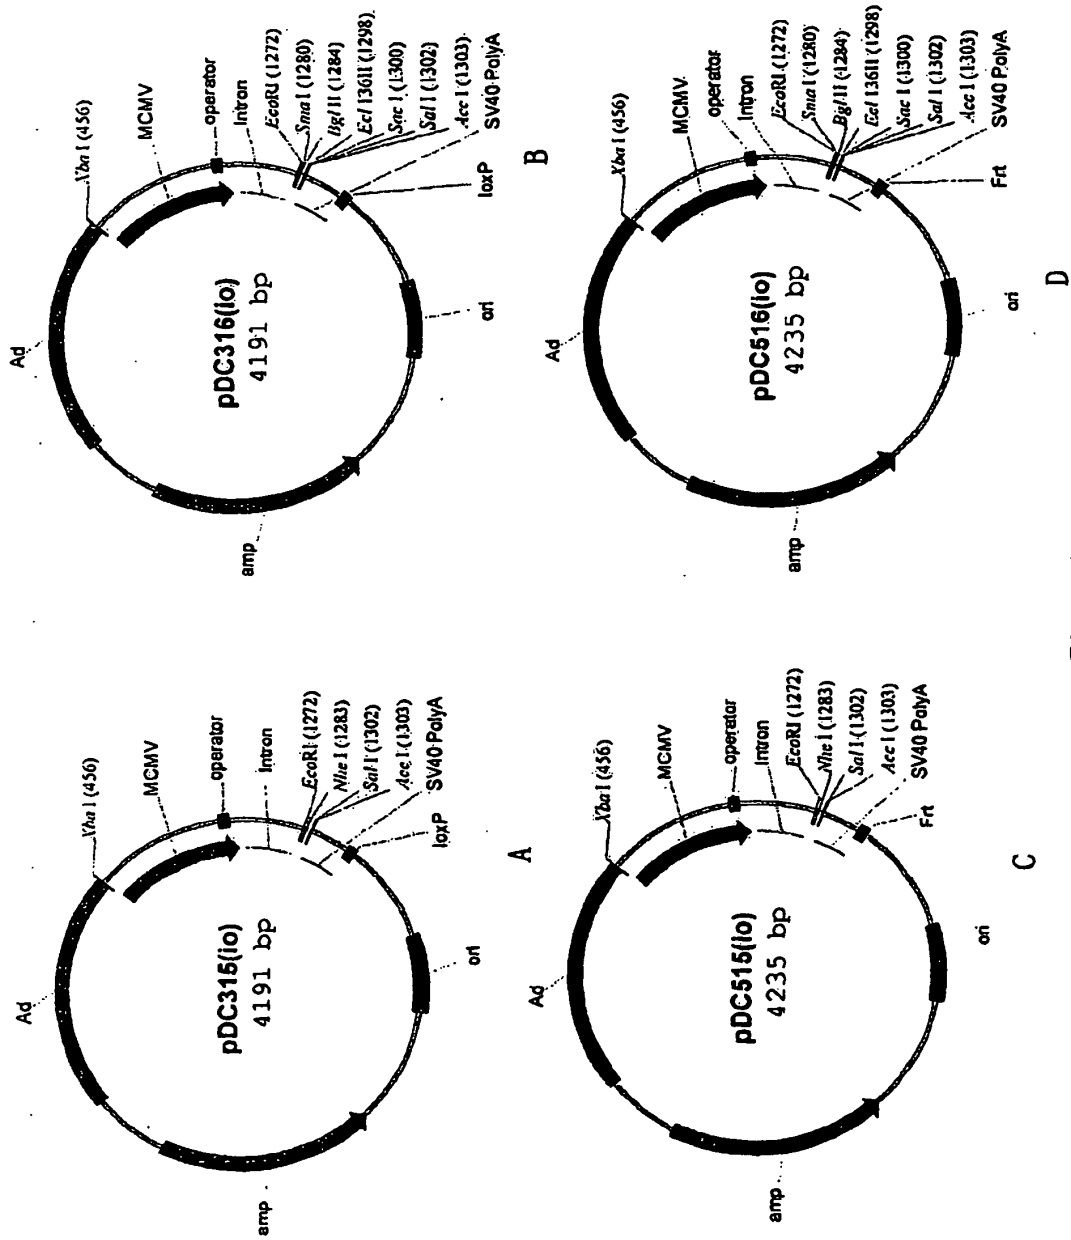 Ad
Xba I (456)
MCMV
operator
Intron
EcoRI (1272)
Nhe I (1283)
Sal I (1302)
Acc I (1303)
SV40 PolyA
loxP
ori
amp
pDC315(io)
4191 bp
A
Ad
Xba I (456)
MCMV
operator
Intron
EcoRI (1272)
Sma I (1280)
Bgl II (1284)
Ecl 136II (1298)
Sac I (1300)
Sal I (1302)
Acc I (1303)
SV40 PolyA
loxP
ori
amp
pDC316(io)
4191 bp
B
Ad
Xba I (456)
MCMV
operator
Intron
EcoRI (1272)
Nhe I (1283)
Sal I (1302)
Acc I (1303)
SV40 PolyA
Frt
ori
amp
pDC515(io)
4235 bp
C
Ad
Xba I (456)
MCMV
operator
Intron
EcoRI (1272)
Sma I (1280)
Bgl II (1284)
Ecl 136II (1298)
Sac I (1300)
Sal I (1302)
Acc I (1303)
SV40 PolyA
Frt
ori
amp
pDC516(io)
4235 bp
D